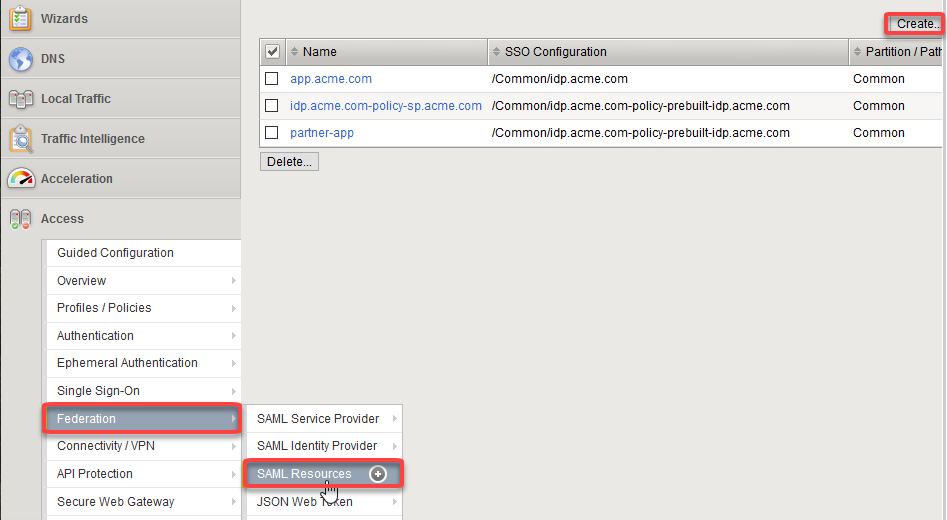 Wizards
DNS
Local Traffic
Traffic Intelligence
Acceleration
Access
Guided Configuration
Overview
Profiles / Policies
Authentication
Ephemeral Authentication
Single Sign-On
Federation
Connectivity / VPN
API Protection
Secure Web Gateway
SAML Service Provider
SAML Identity Provider
SAML Resources
JSON Web Token
Create..
Name SSO Configuration Partition / Path
app.acme.com /Common/idp.acme.com Common
idp.acme.com-policy-sp.acme.com /Common/idp.acme.com-policy-prebuilt-idp.acme.com Common
partner-app /Common/idp.acme.com-policy-prebuilt-idp.acme.com Common
Delete...